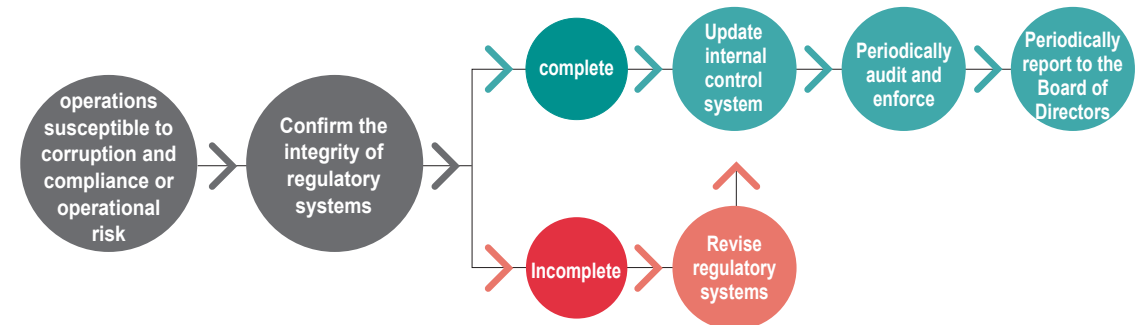 operations
susceptible to
corruption and
compliance or
operational
risk
Confirm the
integrity of
regulatory
systems
complete
Update
internal
control
system
Periodically
audit and
enforce
Periodically
report to the
Board of
Directors
Incomplete
Revise
regulatory
systems